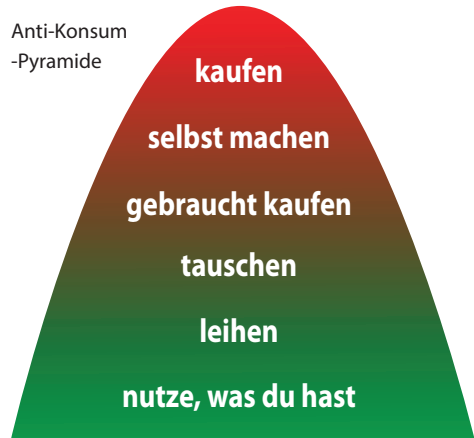 Anti-Konsum
-Pyramide
kaufen
selbst machen
gebraucht kaufen
tauschen
leihen
nutze, was du hast